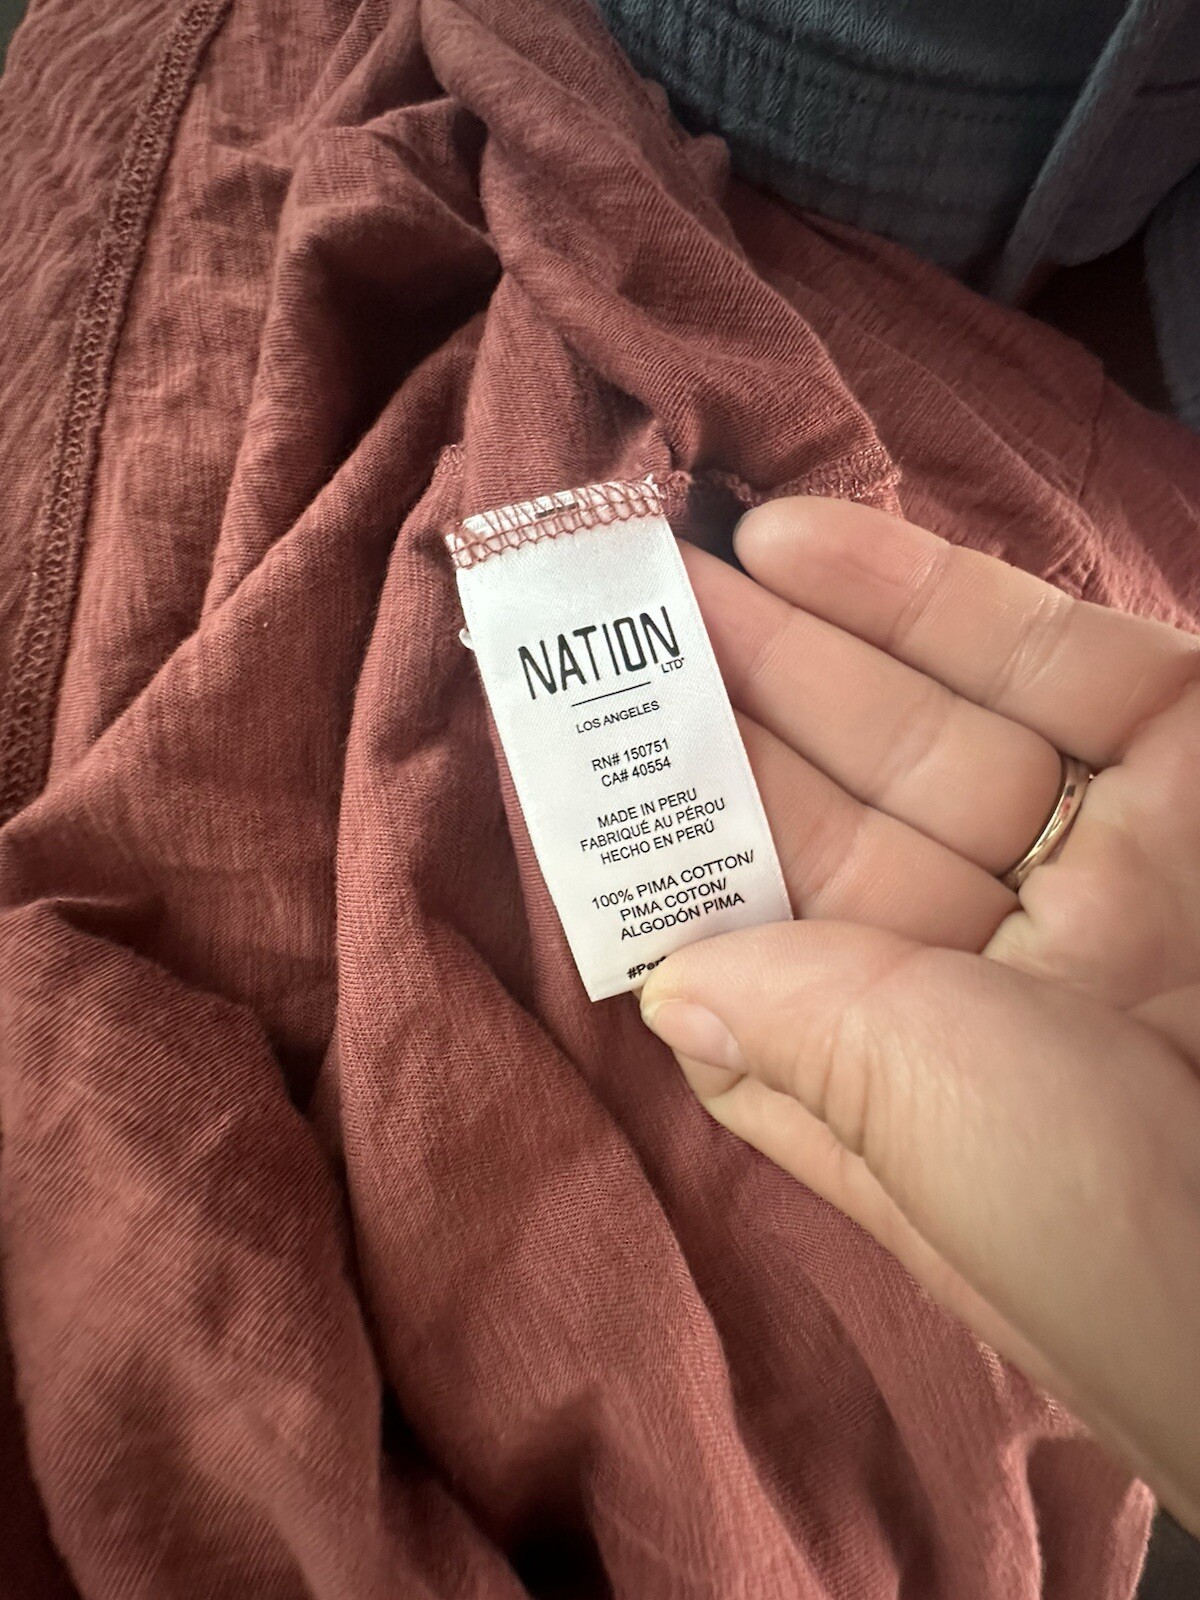 NATION
LTD
LOS ANGELES
RN# 150751
CA# 40554
MADE IN PERU
FABRIQUÉ AU PÉROU
HECHO EN PERÚ
100% PIMA COTTON/
PIMA COTON/
ALGODÓN PIMA